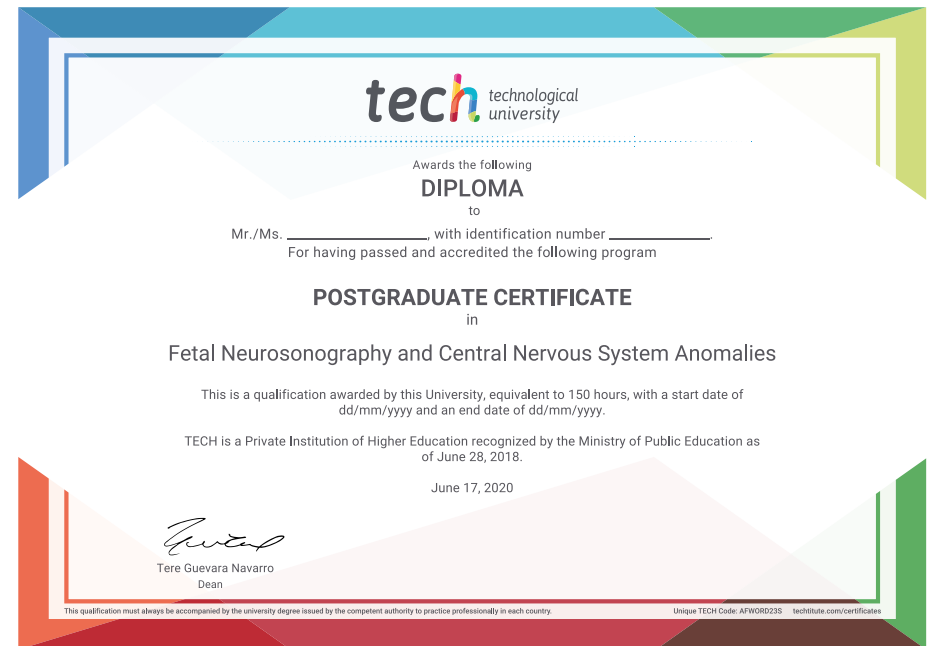 tech technological
university
Awards the following
DIPLOMA
to
Mr./Ms. ____________________, with identification number ______________.
For having passed and accredited the following program
POSTGRADUATE CERTIFICATE
in
Fetal Neurosonography and Central Nervous System Anomalies
This is a qualification awarded by this University, equivalent to 150 hours, with a start date of
dd/mm/yyyy and an end date of dd/mm/yyyy.
TECH is a Private Institution of Higher Education recognized by the Ministry of Public Education as
of June 28, 2018.
June 17, 2020
Tere Guevara Navarro
Dean
This qualification must always be accompanied by the university degree issued by the competent authority to practice professionally in each country.
Unique TECH Code: AFWORD23S techtitute.com/certificates